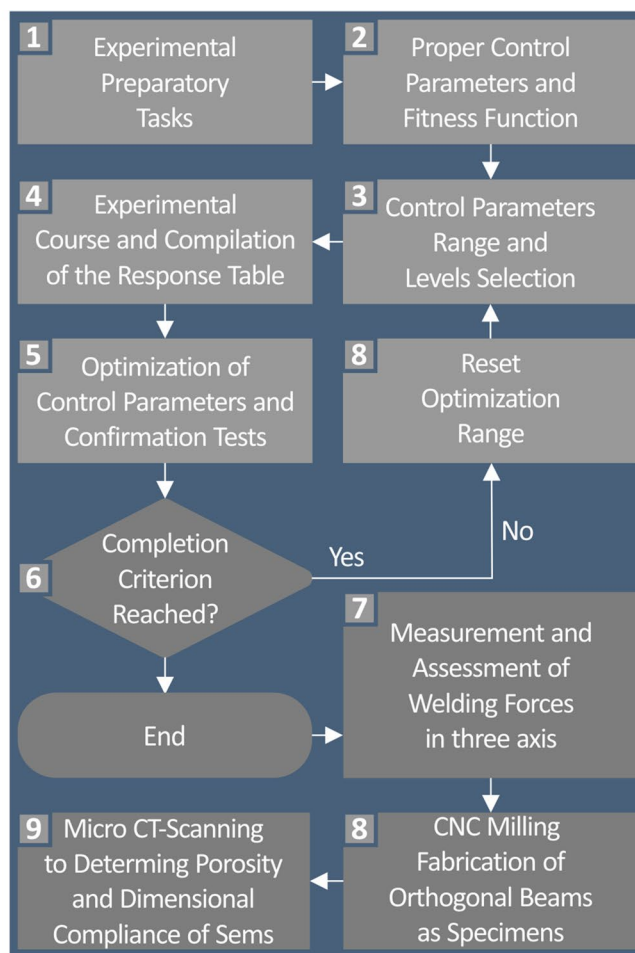 1
Experimental
Preparatory
Tasks
2
Proper Control
Parameters and
Fitness Function
3
Control Parameters
Range and
Levels Selection
4
Experimental
Course and Compilation
of the Response Table
5
Optimization of
Control Parameters and
Confirmation Tests
8
Reset
Optimization
Range
6
Completion
Criterion
Reached?
Yes
No
End
7
Measurement and
Assessment of
Welding Forces
in three axis
8
CNC Milling
Fabrication of
Orthogonal Beams
as Specimens
9
Micro CT-Scanning
to Determing Porosity
and Dimensional
Compliance of Sems